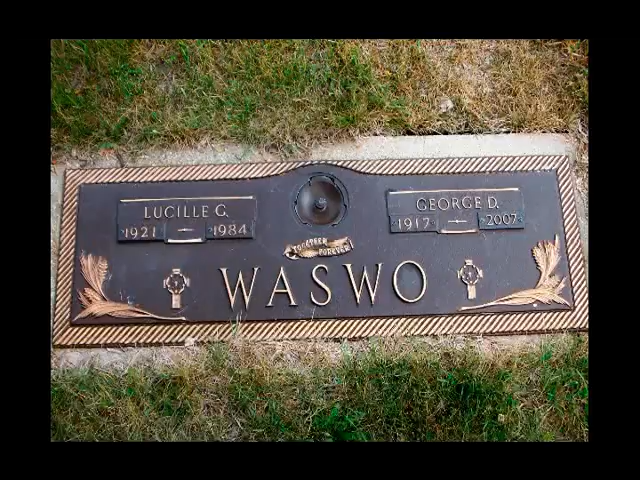 LUCILLE G.
1921 1984
GEORGE D.
1917 2007
TOGETHER
FOREVER
WASWO